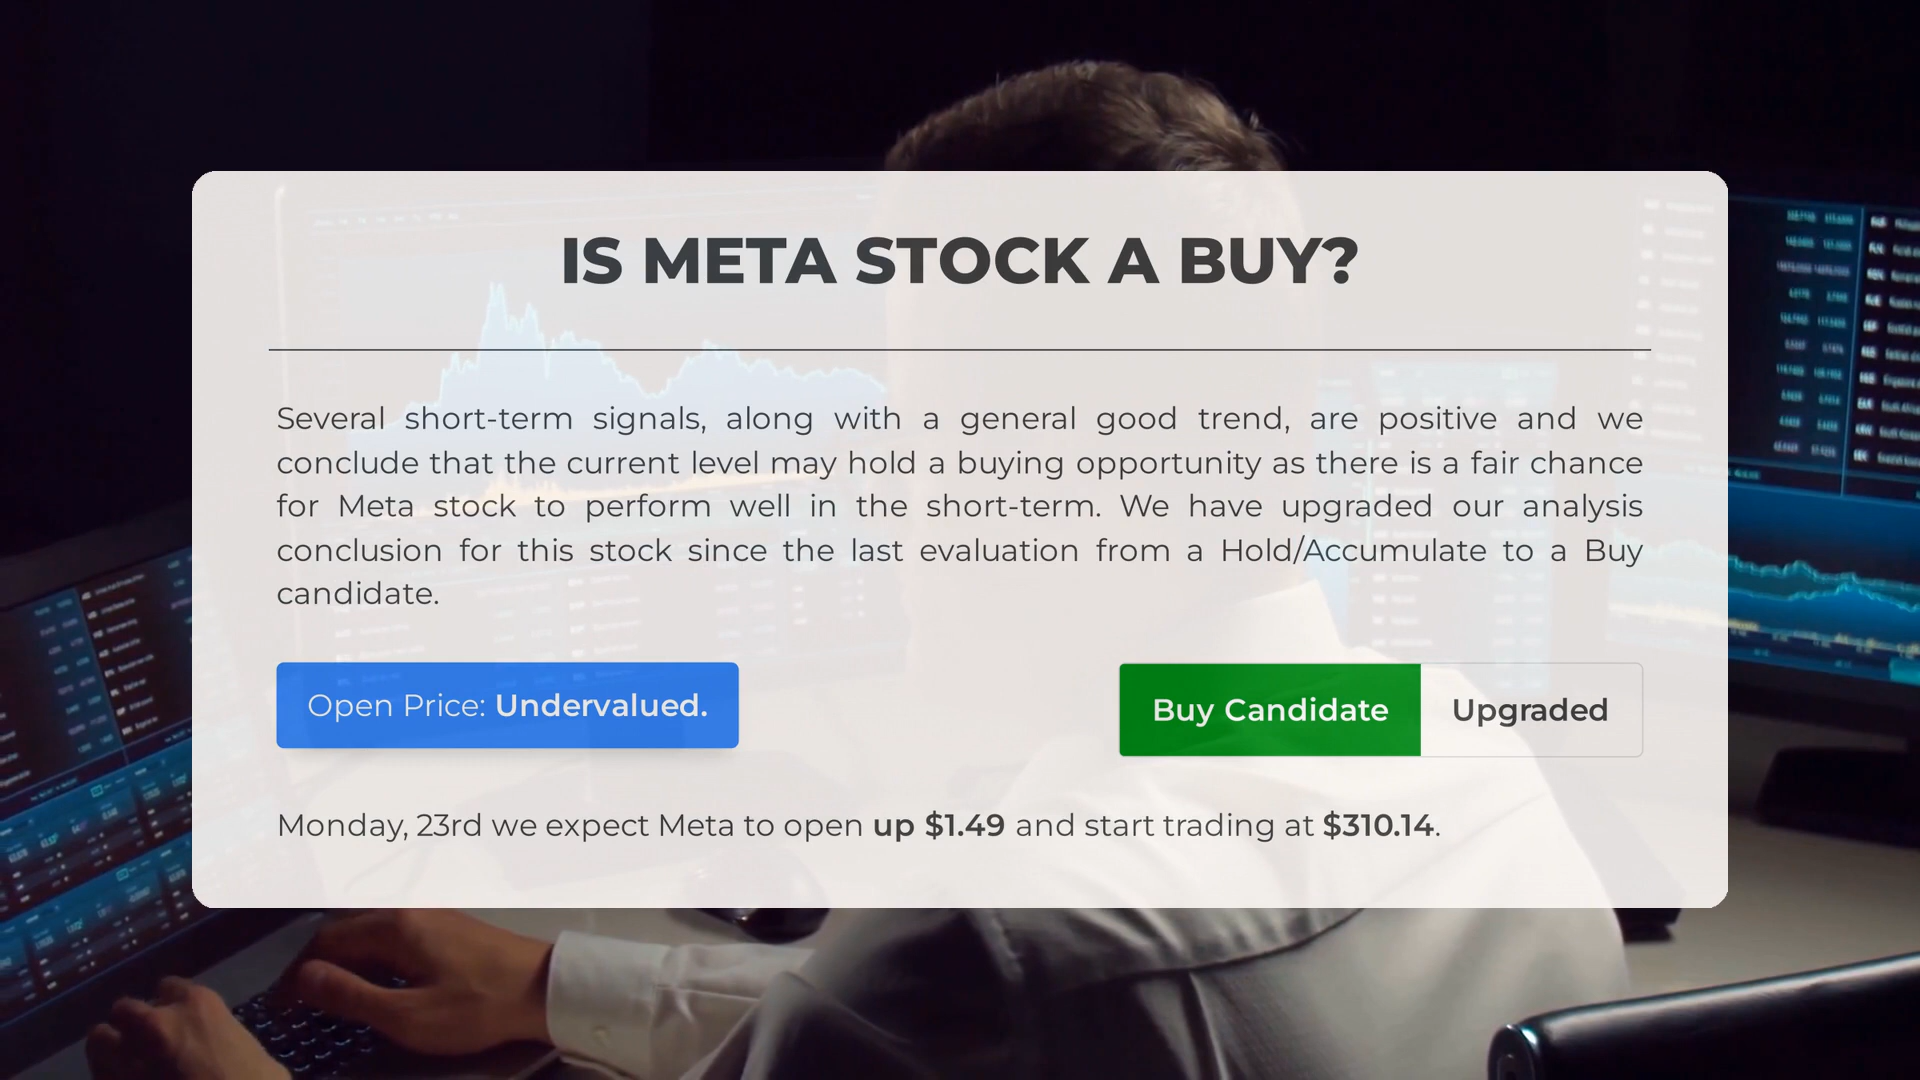 IS META STOCK A BUY?
Several short-term signals, along with a general good trend, are positive and we
conclude that the current level may hold a buying opportunity as there is a fair chance
for Meta stock to perform well in the short-term. We have upgraded our analysis
conclusion for this stock since the last evaluation from a Hold/Accumulate to a Buy
candidate.
Open Price: Undervalued.
Buy Candidate Upgraded
Monday, 23rd we expect Meta to open up $1.49 and start trading at $310.14.